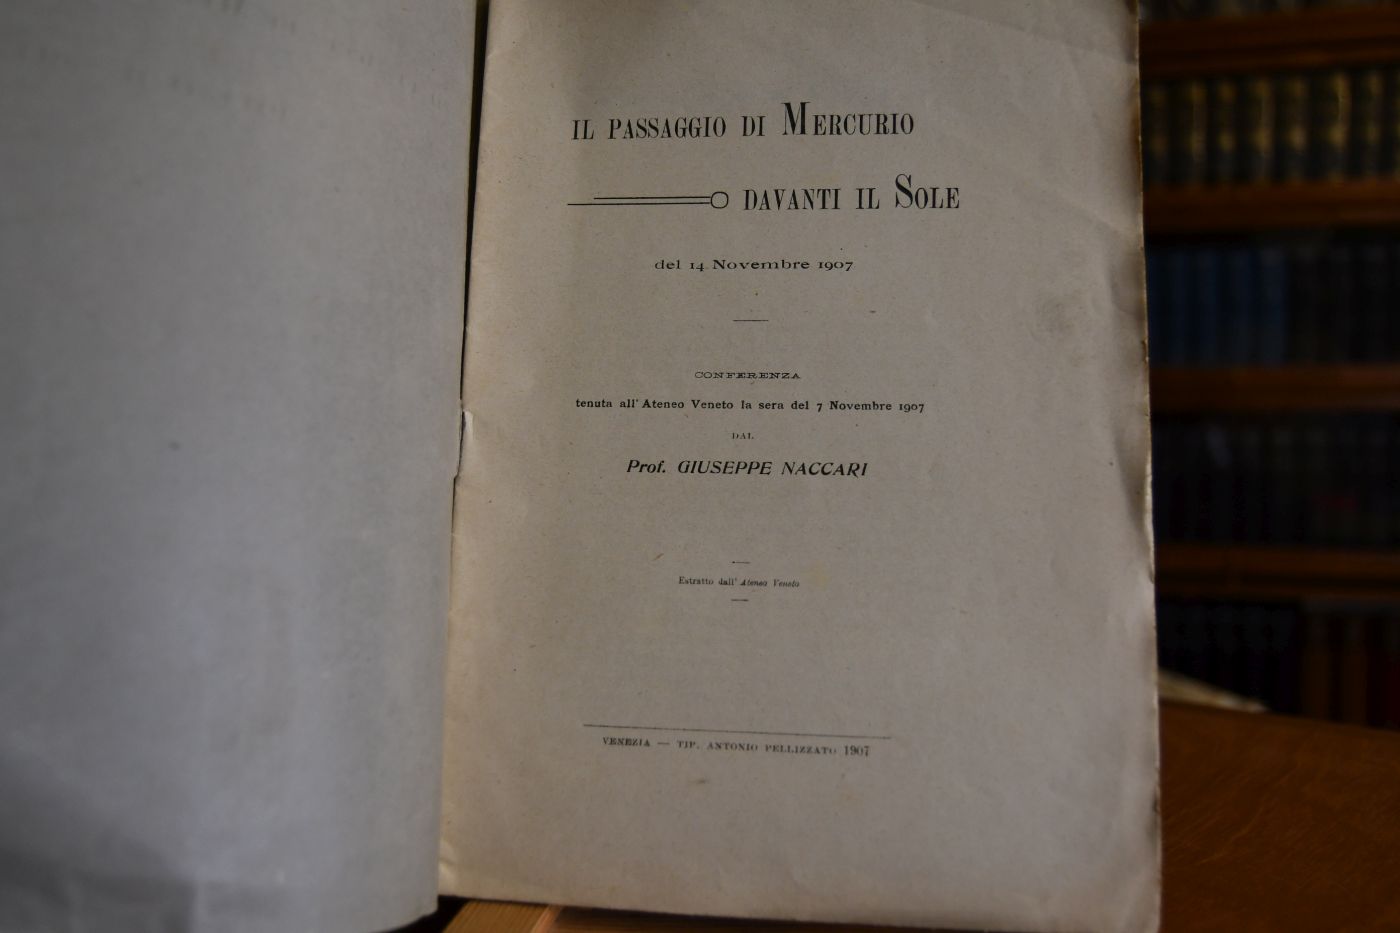 IL PASSAGGIO DI MERCURIO
DAVANTI IL SOLE
del 14 Novembre 1907
CONFERENZA
tenuta all' Ateneo Veneto la sera del 7 Novembre 1907
DAL
Prof. GIUSEPPE NACCARI
Estratto dall' Ateneo Veneto
VENEZIA — TIP. ANTONIO PELLIZZATO 1907